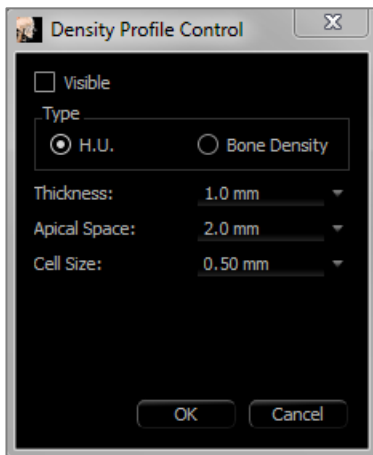 Density Profile Control
Visible
Type
H.U. Bone Density
Thickness: 1.0 mm
Apical Space: 2.0 mm
Cell Size: 0.50 mm
OK Cancel